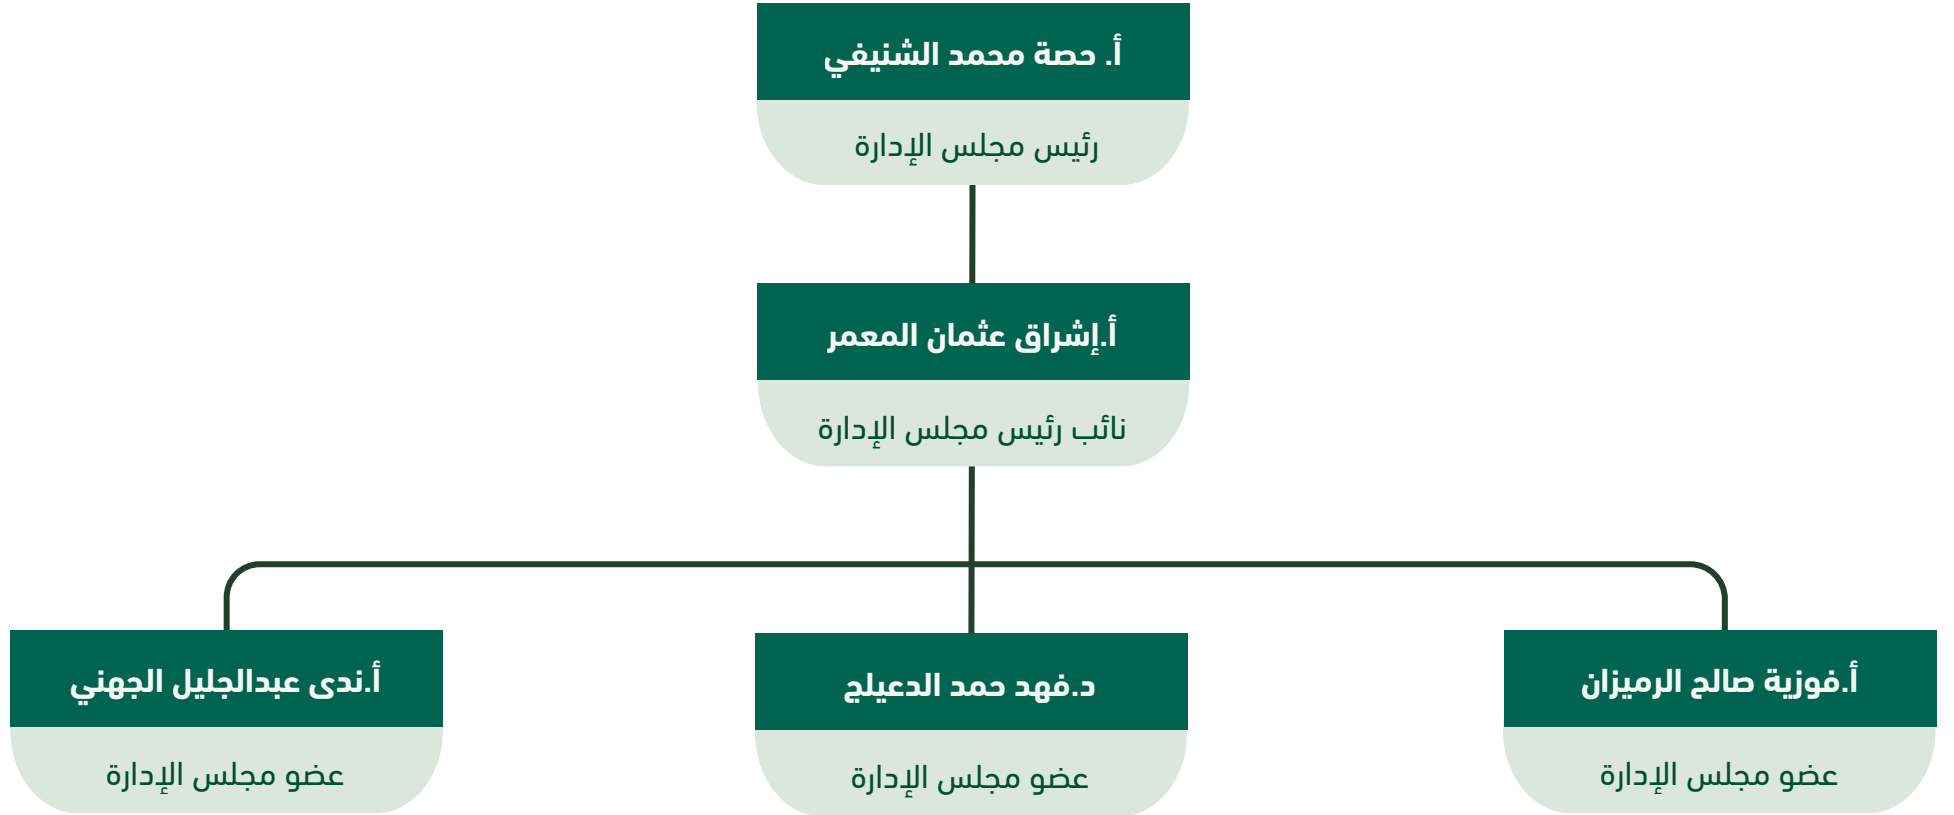 أ. حصة محمد الشنيفي
رئيس مجلس الإدارة
أ.إشراق عثمان المعمر
نائب رئيس مجلس الإدارة
أ.فوزية صالح الرميزان
عضو مجلس الإدارة
د.فهد حمد الدعيلج
عضو مجلس الإدارة
أ.ندى عبدالجليل الجهني
عضو مجلس الإدارة